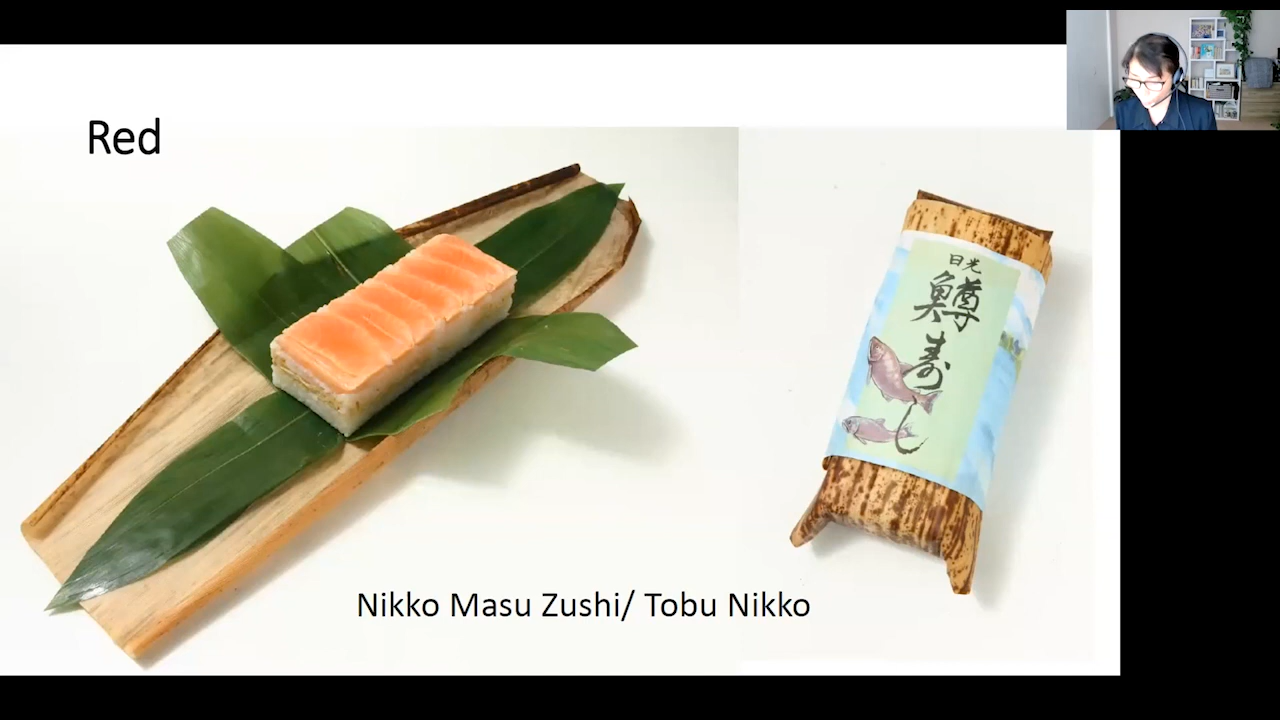 Red
日光
鱒
寿
し
Nikko Masu Zushi/ Tobu Nikko